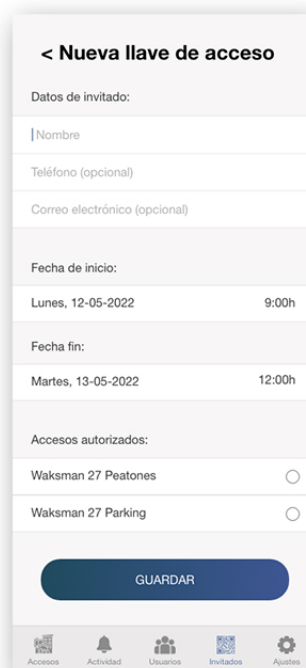 < Nueva llave de acceso
Datos de invitado:
Nombre
Teléfono (opcional)
Correo electrónico (opcional)
Fecha de inicio:
Lunes, 12-05-2022 9:00h
Fecha fin:
Martes, 13-05-2022 12:00h
Accesos autorizados:
Waksman 27 Peatones
Waksman 27 Parking
GUARDAR
Accesos Actividad Usuarios Invitados Ajustes